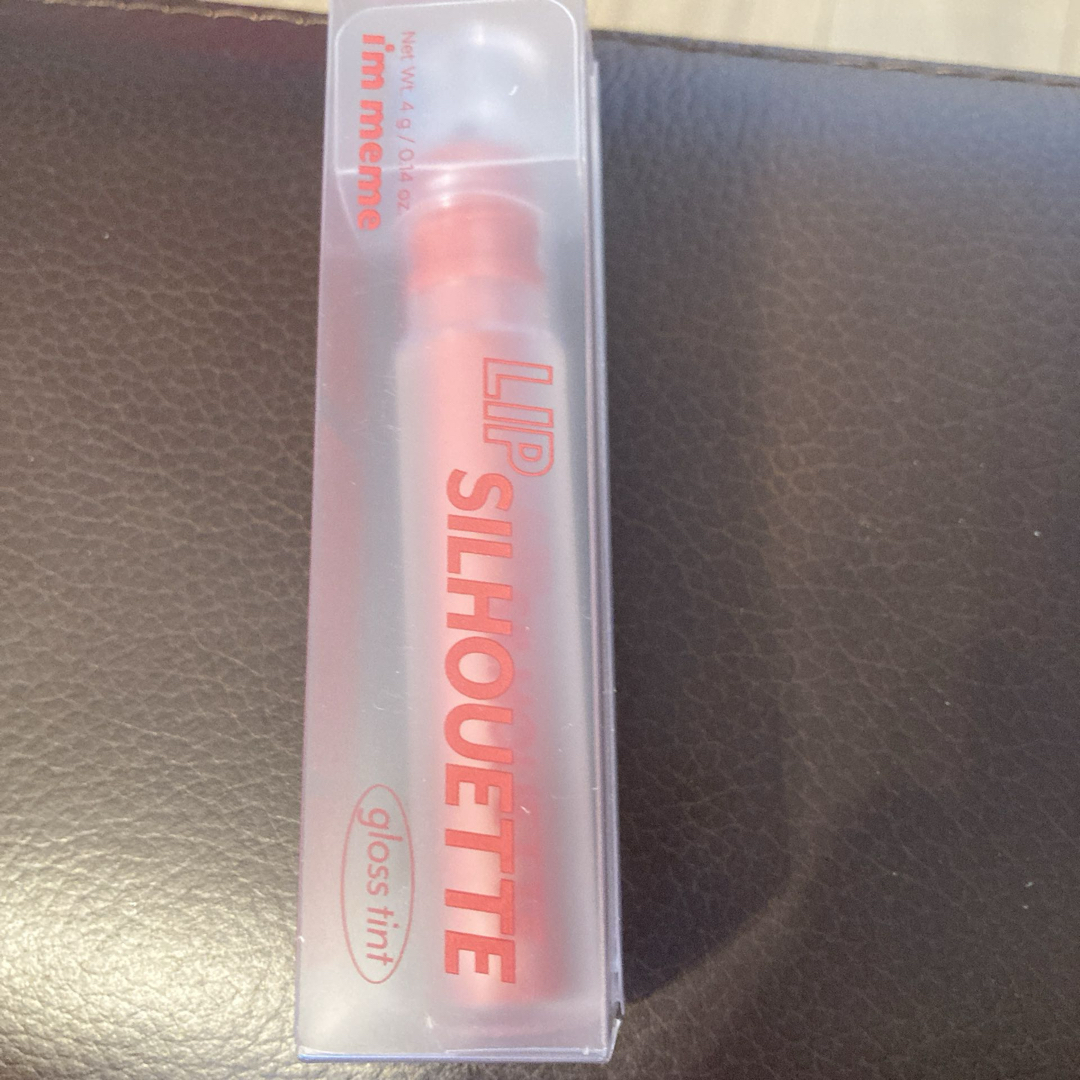 Net Wt. 4 g / 0.14 oz.
i'm meme
LIP
SILHOUETTE
gloss tint